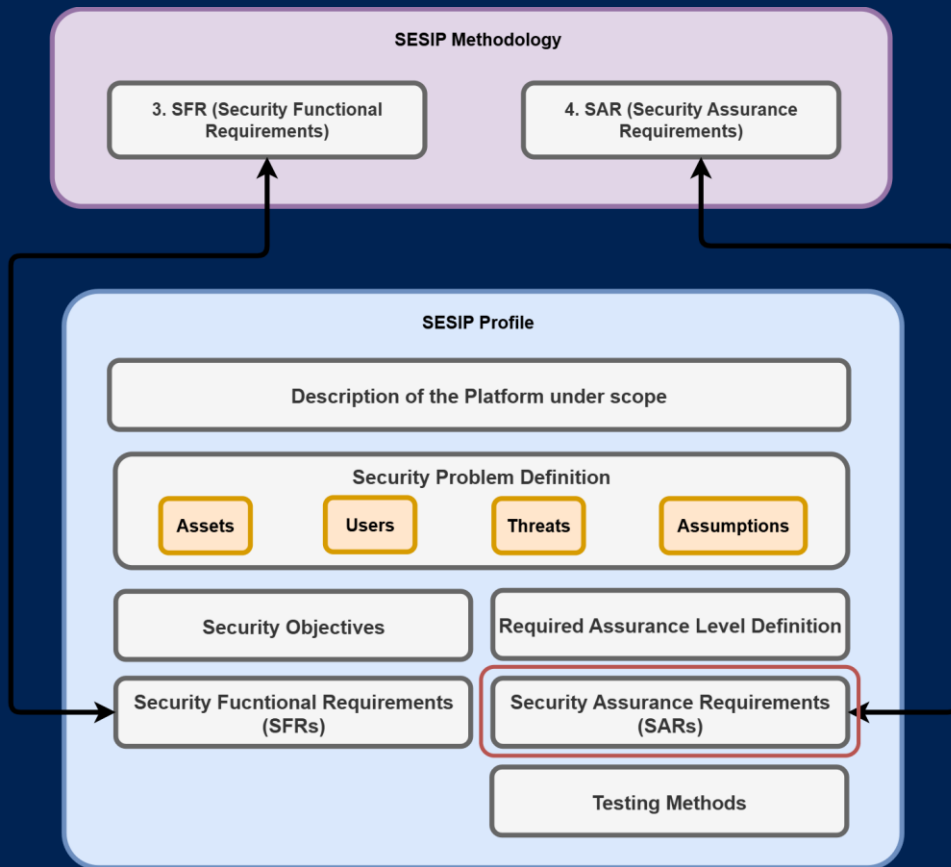 SESIP Methodology
3. SFR (Security Functional
Requirements)
4. SAR (Security Assurance
Requirements)
SESIP Profile
Description of the Platform under scope
Security Problem Definition
Assets
Users
Threats
Assumptions
Security Objectives
Required Assurance Level Definition
Security Fucntional Requirements
(SFRs)
Security Assurance Requirements
(SARs)
Testing Methods